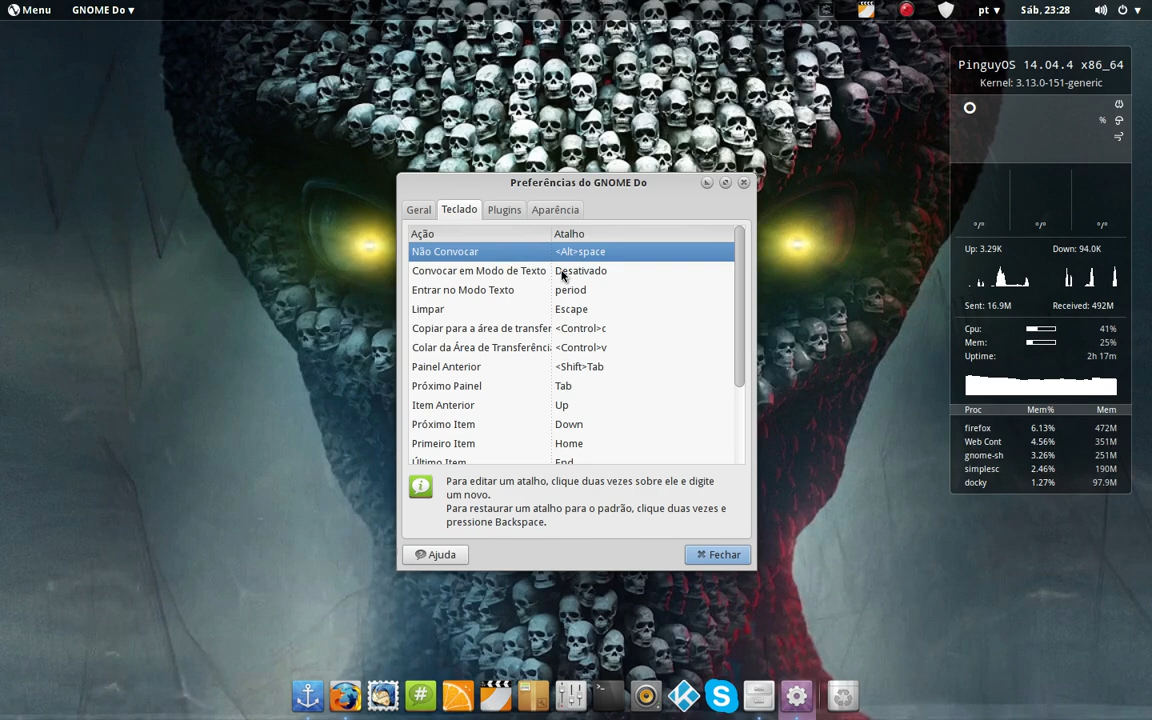 Menu
GNOME Do ▾
pt ▾
Sáb, 23:28
PinguyOS 14.04.4 x86_64
Kernel: 3.13.0-151-generic
%
Up: 3.29K Down: 94.0K
Sent: 16.9M Received: 492M
Cpu: 41%
Mem: 25%
Uptime: 2h 17m
Proc Mem% Mem
firefox 6.13% 472M
Web Cont 4.56% 351M
gnome-sh 3.26% 251M
simplesc 2.46% 190M
docky 1.27% 97.9M
Preferências do GNOME Do
Geral Teclado Plugins Aparência
Ação Atalho
Não Convocar <Alt>space
Convocar em Modo de Texto Desativado
Entrar no Modo Texto period
Limpar Escape
Copiar para a área de transfer <Control>c
Colar da Área de Transferênci <Control>v
Painel Anterior <Shift>Tab
Próximo Painel Tab
Item Anterior Up
Próximo Item Down
Primeiro Item Home
Último Item End
Para editar um atalho, clique duas vezes sobre ele e digite
um novo.
Para restaurar um atalho para o padrão, clique duas vezes e
pressione Backspace.
Ajuda
Fechar